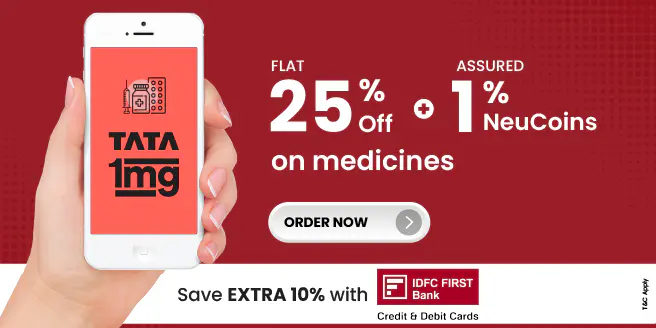 TATA
1mg
FLAT
25% Off
+
ASSURED
1% NeuCoins
on medicines
ORDER NOW
Save EXTRA 10% with
IDFC FIRST
Bank
Credit & Debit Cards
T&C Apply